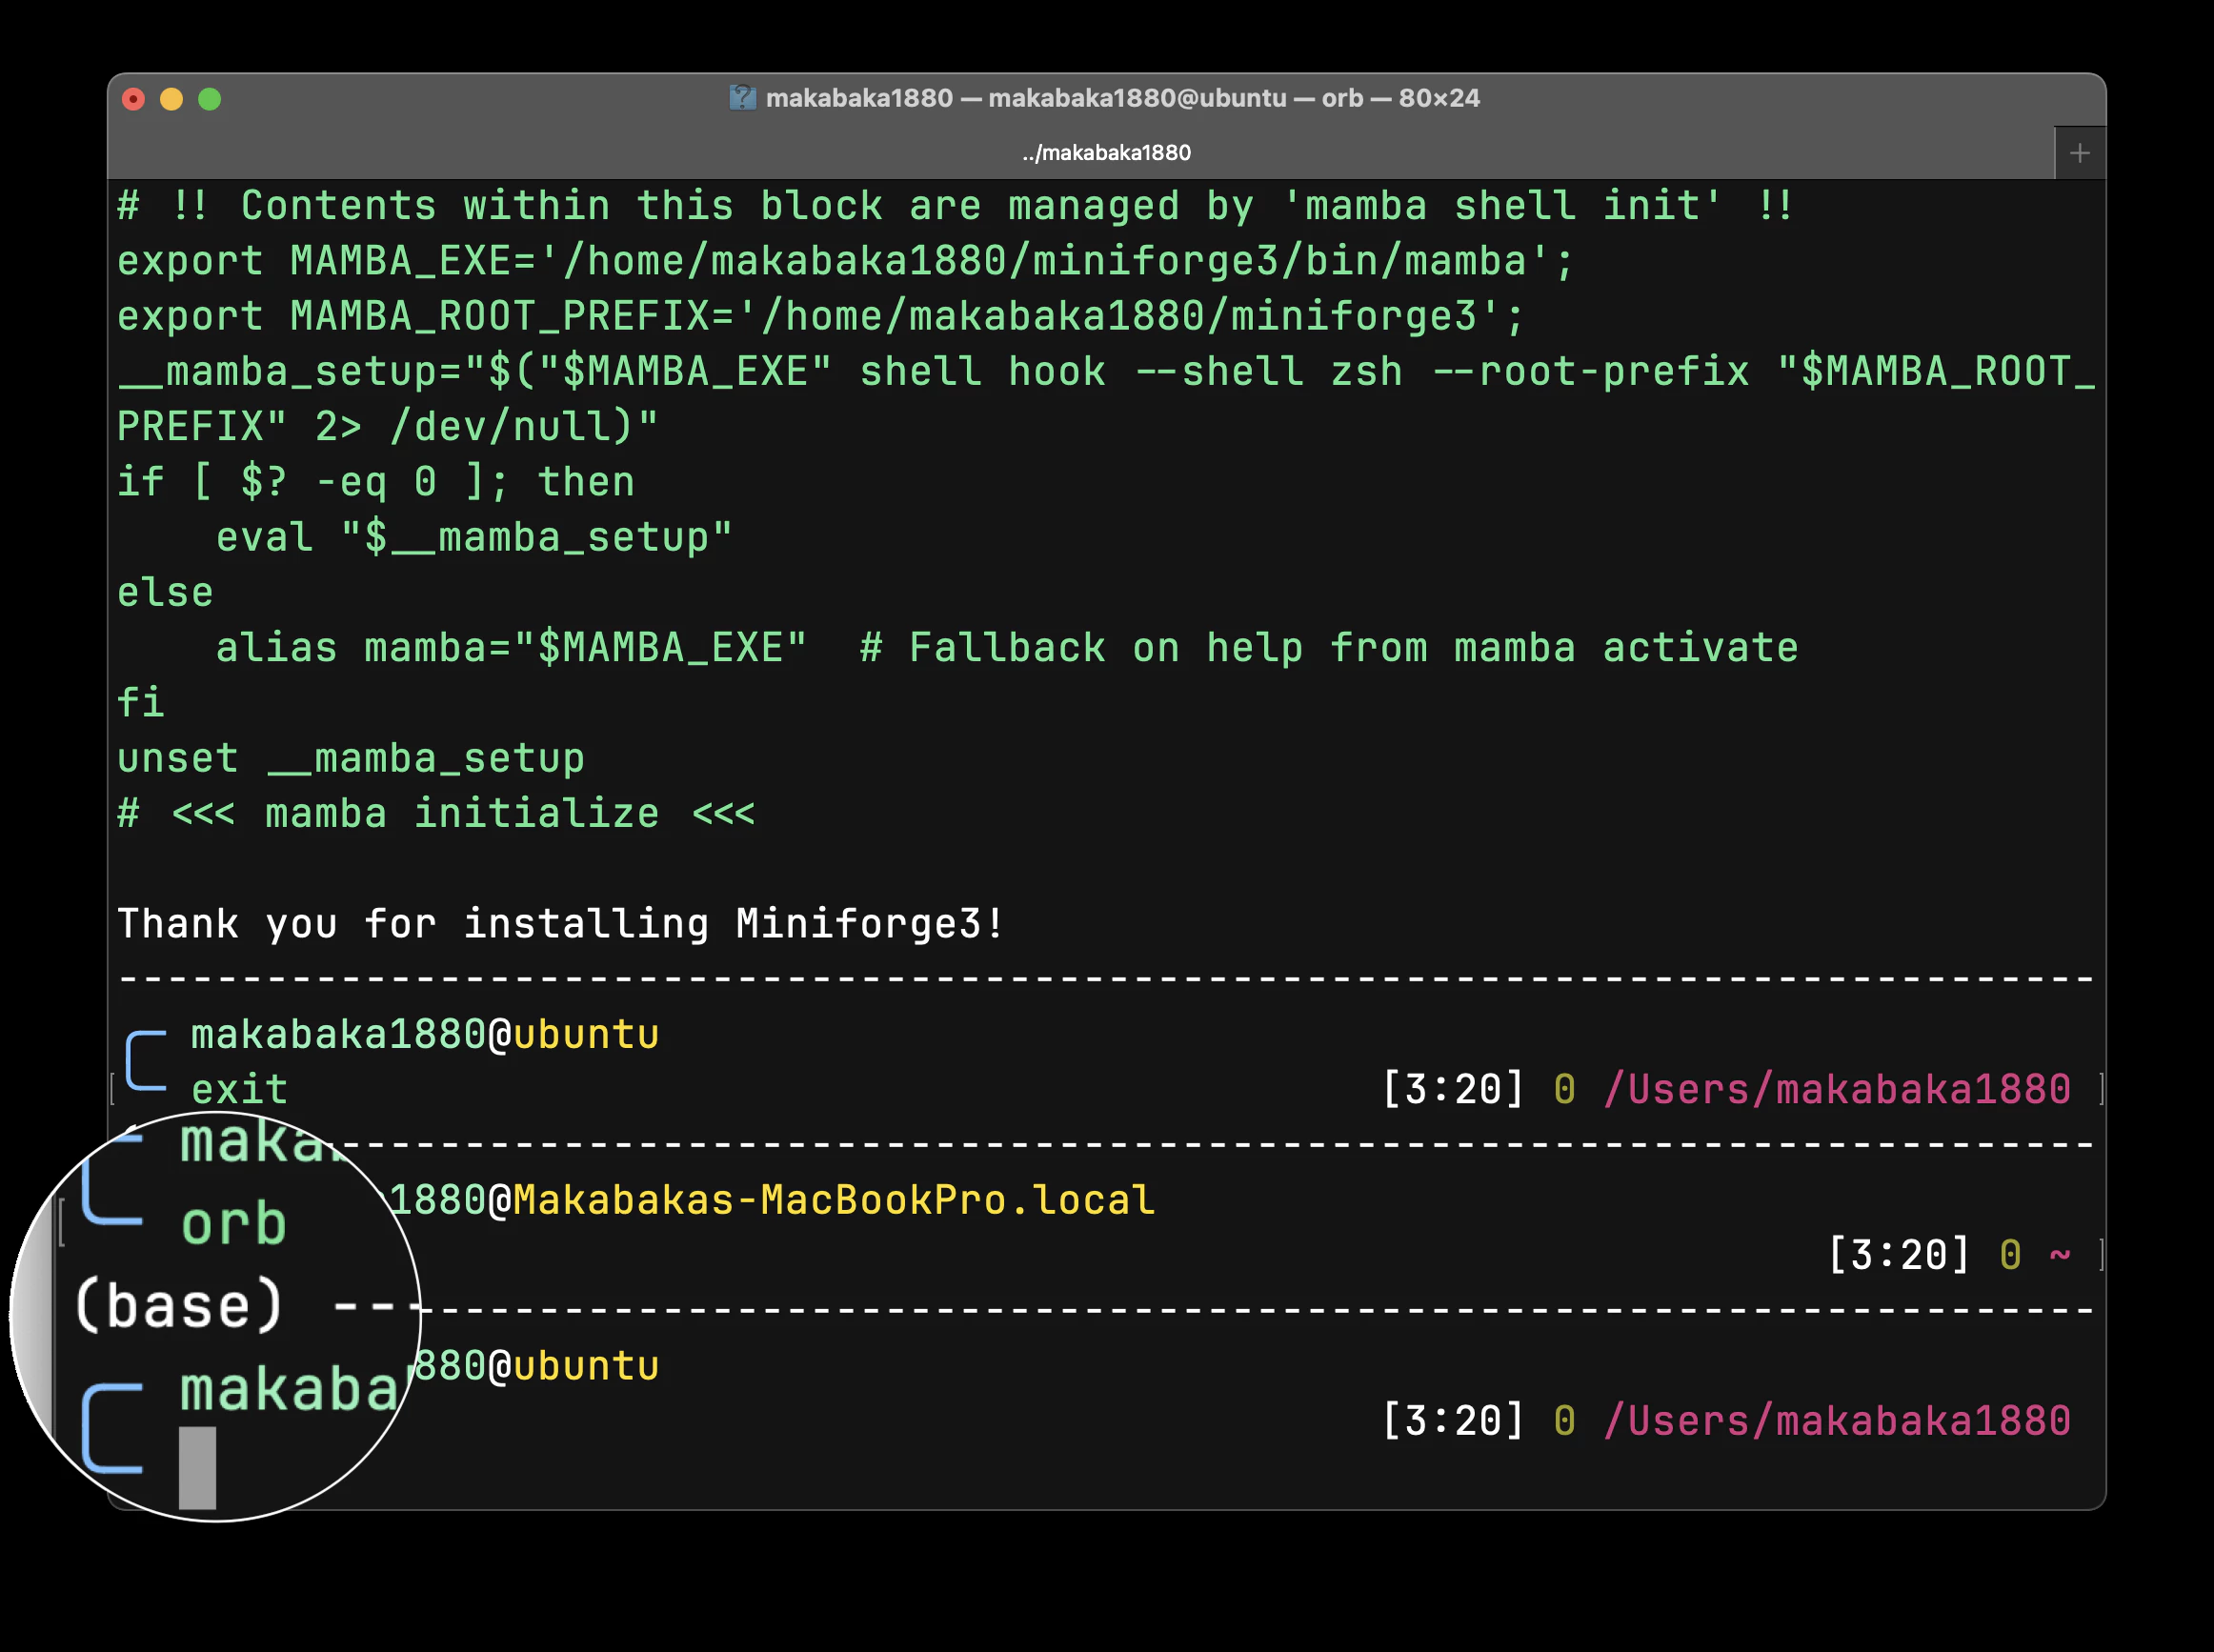 makabaka1880 — makabaka1880@ubuntu — orb — 80×24
../makabaka1880
# !! Contents within this block are managed by 'mamba shell init' !!
export MAMBA_EXE='/home/makabaka1880/miniforge3/bin/mamba';
export MAMBA_ROOT_PREFIX='/home/makabaka1880/miniforge3';
__mamba_setup="$("$MAMBA_EXE" shell hook --shell zsh --root-prefix "$MAMBA_ROOT_
PREFIX" 2> /dev/null)"
if [ $? -eq 0 ]; then
    eval "$__mamba_setup"
else
    alias mamba="$MAMBA_EXE"  # Fallback on help from mamba activate
fi
unset __mamba_setup
# <<< mamba initialize <<<
Thank you for installing Miniforge3!
--------------------------------------------------------------------------------
makabaka1880@ubuntu
exit [3:20] 0 /Users/makabaka1880
--------------------------------------------------------------------------------
maka 1880@Makabakas-MacBookPro.local
orb [3:20] 0 ~
(base) -------------------------------------------------------------------------
makaba 880@ubuntu
[3:20] 0 /Users/makabaka1880